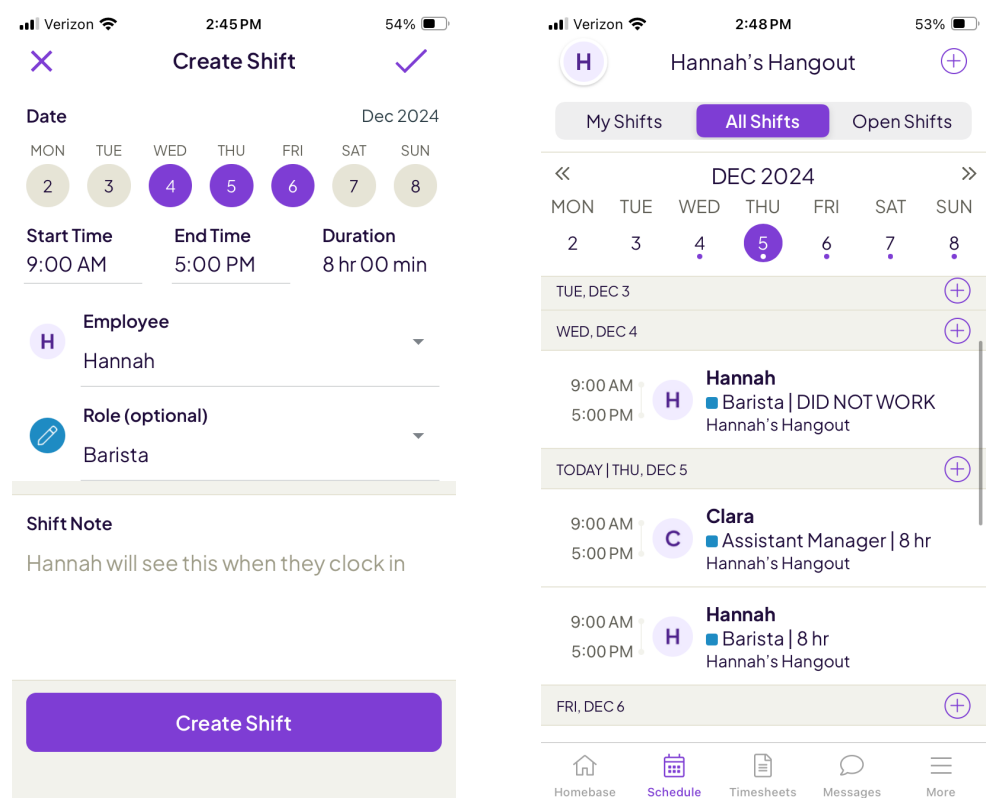 Verizon 2:45 PM 54%
Create Shift
Date Dec 2024
MON TUE WED THU FRI SAT SUN
2 3 4 5 6 7 8
Start Time End Time Duration
9:00 AM 5:00 PM 8 hr 00 min
Employee
H
Hannah
Role (optional)
Barista
Shift Note
Hannah will see this when they clock in
Create Shift
Verizon 2:48 PM 53%
H Hannah's Hangout
My Shifts All Shifts Open Shifts
DEC 2024
MON TUE WED THU FRI SAT SUN
2 3 4 5 6 7 8
TUE, DEC 3
WED, DEC 4
Hannah
9:00 AM
H
Barista | DID NOT WORK
5:00 PM
Hannah's Hangout
TODAY | THU, DEC 5
Clara
9:00 AM
C
Assistant Manager | 8 hr
5:00 PM
Hannah's Hangout
Hannah
9:00 AM
H
Barista | 8 hr
5:00 PM
Hannah's Hangout
FRI, DEC 6
Homebase Schedule Timesheets Messages More